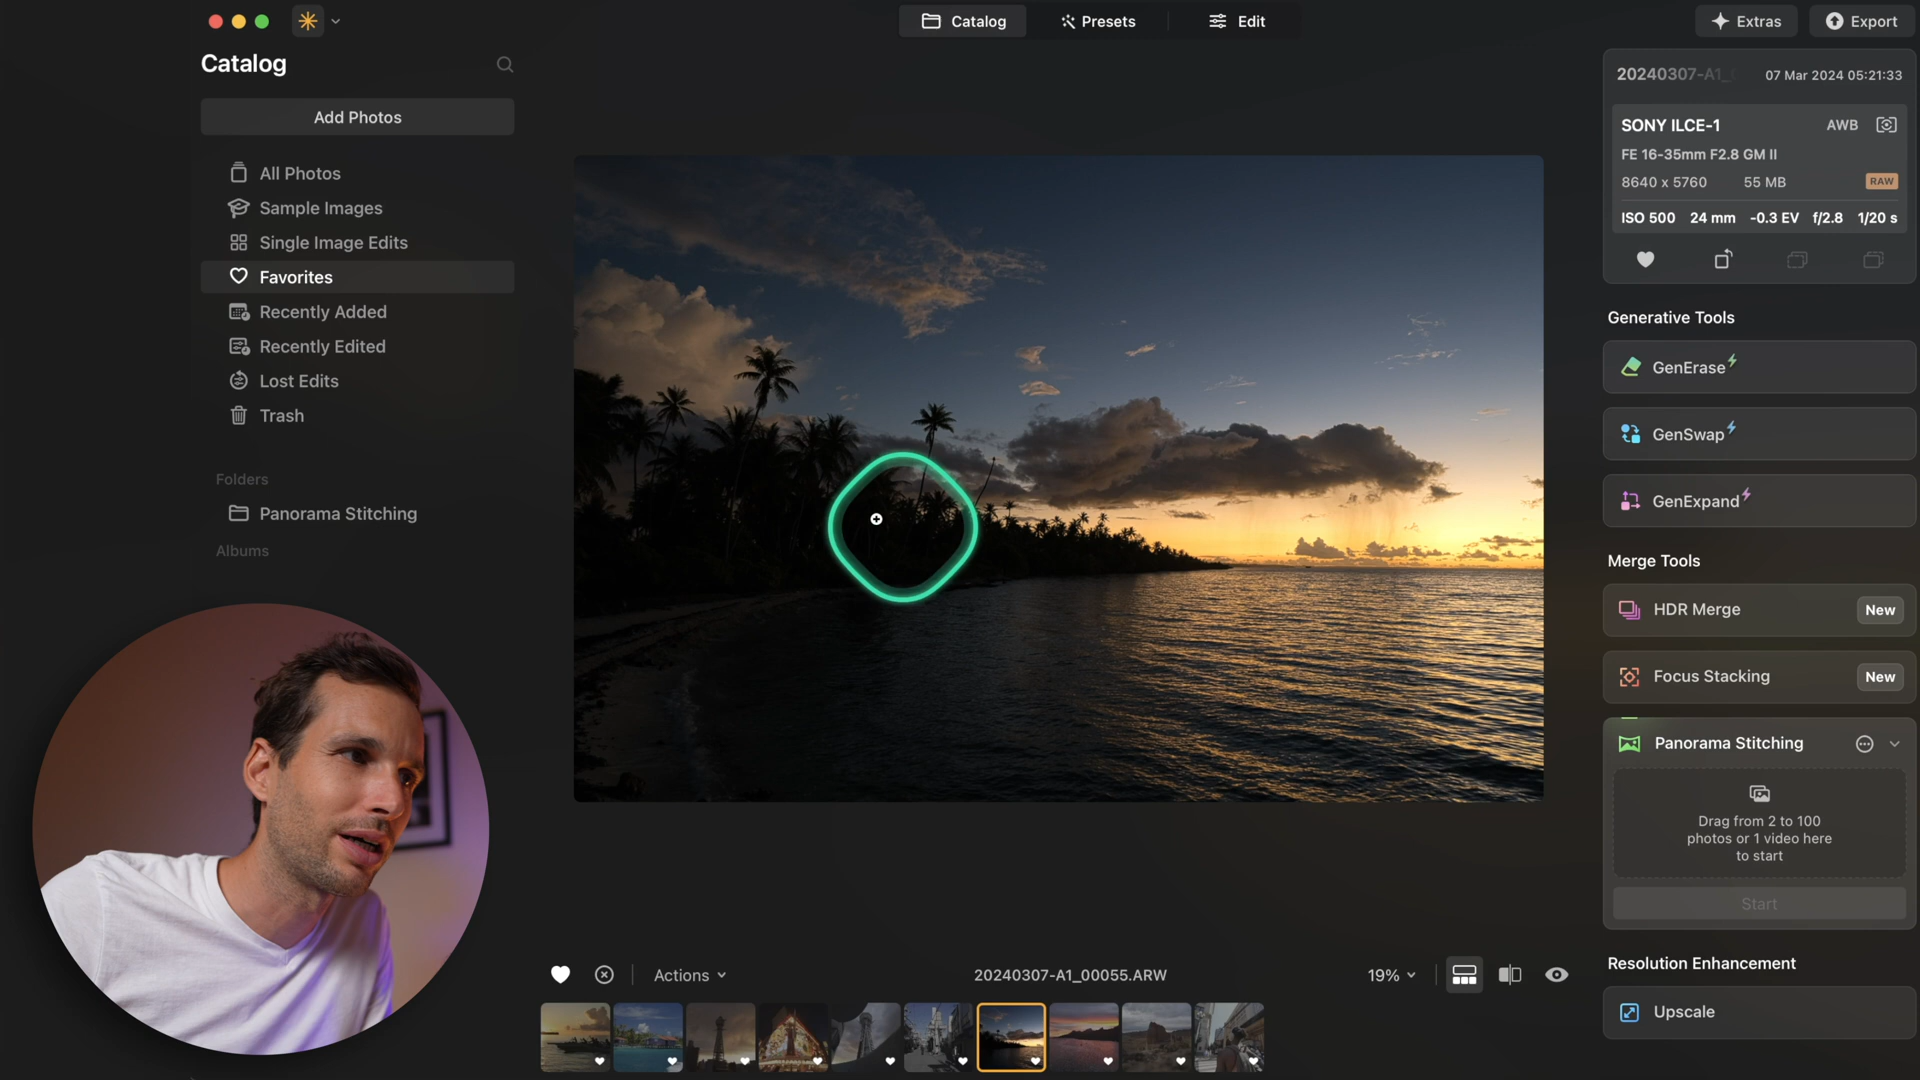 Catalog
Presets
Edit
Extras
Export
Catalog
Add Photos
All Photos
Sample Images
Single Image Edits
Favorites
Recently Added
Recently Edited
Lost Edits
Trash
Folders
Panorama Stitching
Albums
20240307-A1_
07 Mar 2024 05:21:33
SONY ILCE-1
AWB
FE 16-35mm F2.8 GM II
8640 x 5760 55 MB
RAW
ISO 500 24 mm -0.3 EV f/2.8 1/20 s
Generative Tools
GenErase
GenSwap
GenExpand
Merge Tools
HDR Merge New
Focus Stacking New
Panorama Stitching
Drag from 2 to 100
photos or 1 video here
to start
Start
Resolution Enhancement
Upscale
Actions
20240307-A1_00055.ARW
19%